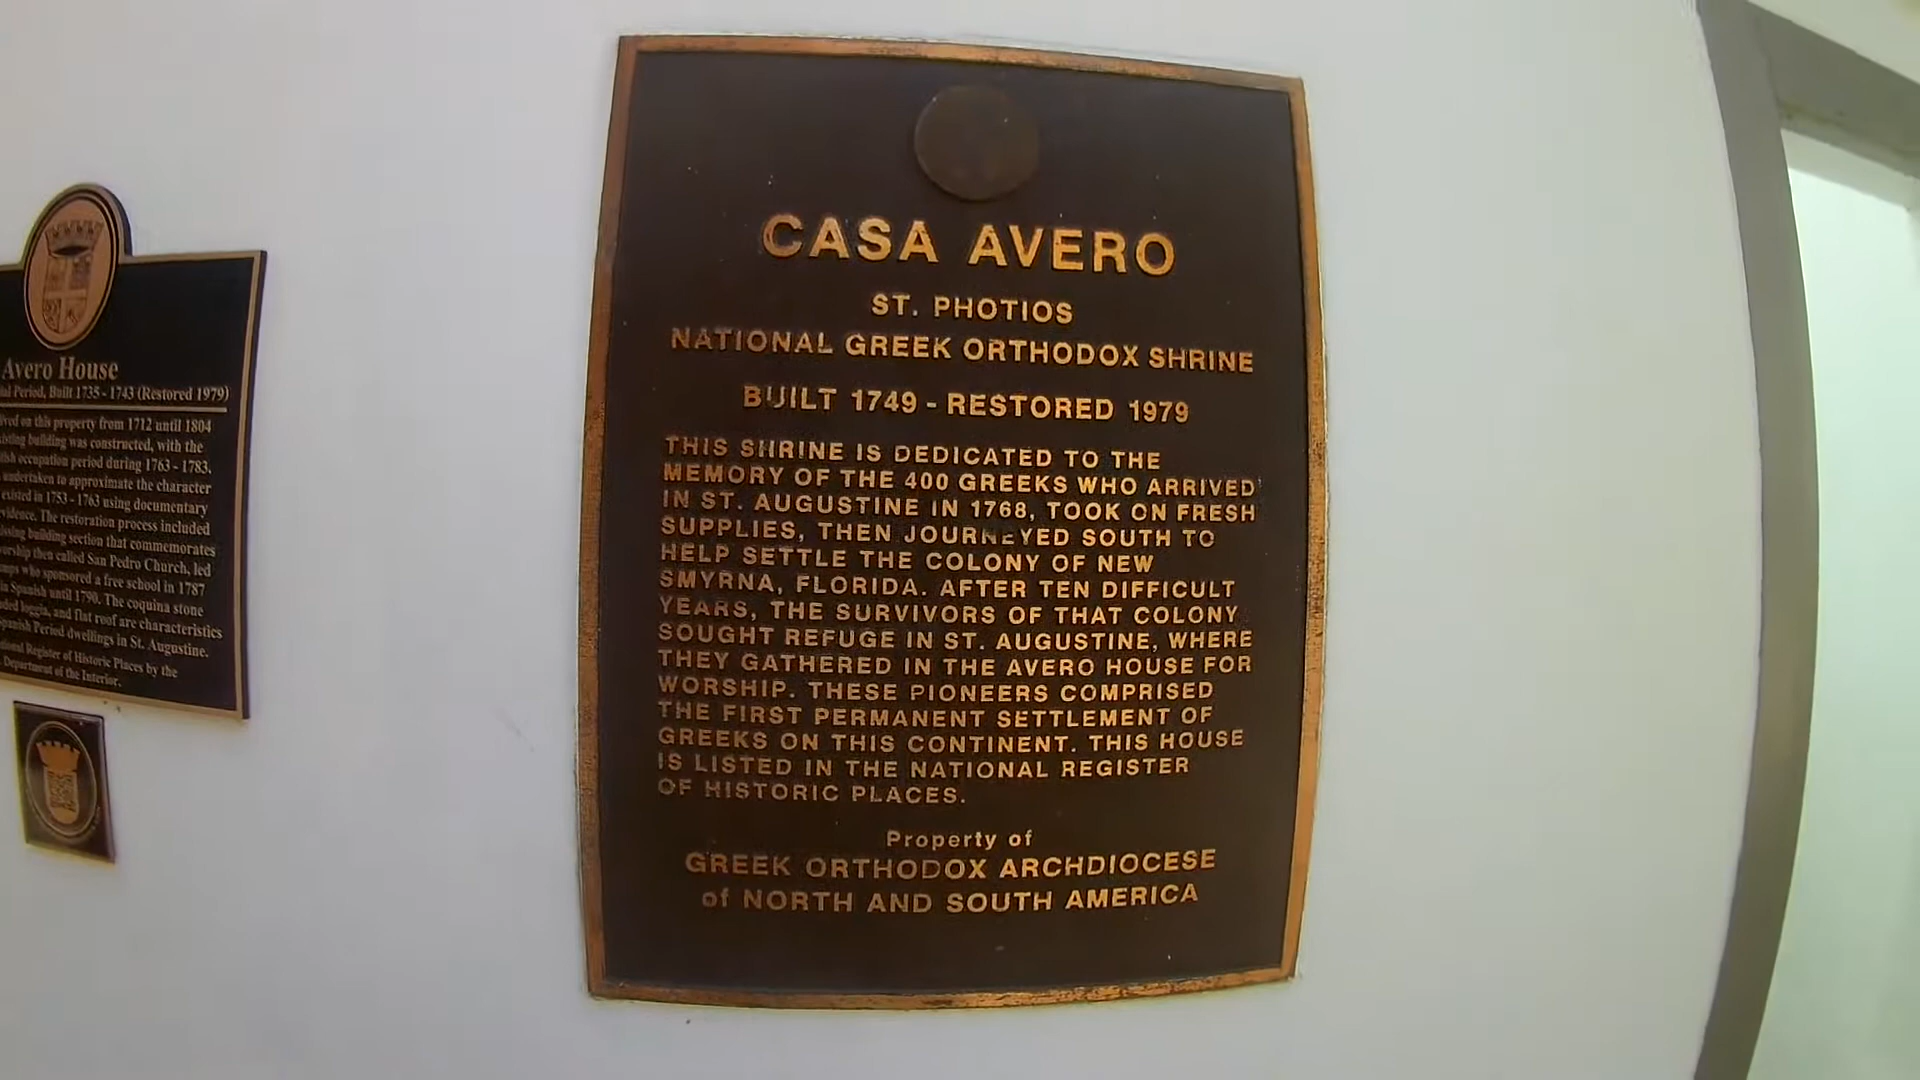 Avero House
Period, Built 1735 - 1743 (Restored 1979)
on this property from 1712 until 1804
building was constructed, with the
occupation period during 1763 - 1783.
undertaken to approximate the character
existed in 1753 - 1763 using documentary
The restoration process included
building section that commemorates
then called San Pedro Church, led
who sponsored a free school in 1787
in Spanish until 1790. The coquina stone
loggia, and flat roof are characteristics
Spanish Period dwellings in St. Augustine.
Register of Historic Places by the
Department of the Interior.
CASA AVERO
ST. PHOTIOS
NATIONAL GREEK ORTHODOX SHRINE
BUILT 1749 - RESTORED 1979
THIS SHRINE IS DEDICATED TO THE
MEMORY OF THE 400 GREEKS WHO ARRIVED
IN ST. AUGUSTINE IN 1768, TOOK ON FRESH
SUPPLIES, THEN JOURNEYED SOUTH TO
HELP SETTLE THE COLONY OF NEW
SMYRNA, FLORIDA. AFTER TEN DIFFICULT
YEARS, THE SURVIVORS OF THAT COLONY
SOUGHT REFUGE IN ST. AUGUSTINE, WHERE
THEY GATHERED IN THE AVERO HOUSE FOR
WORSHIP. THESE PIONEERS COMPRISED
THE FIRST PERMANENT SETTLEMENT OF
GREEKS ON THIS CONTINENT. THIS HOUSE
IS LISTED IN THE NATIONAL REGISTER
OF HISTORIC PLACES.
Property of
GREEK ORTHODOX ARCHDIOCESE
of NORTH AND SOUTH AMERICA